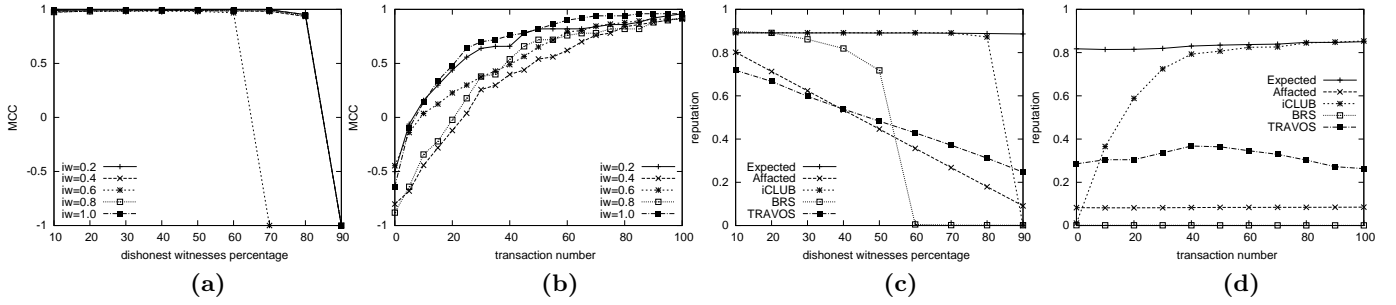 MCC
1
0.5
0
-0.5
-1
10 20 30 40 50 60 70 80 90
dishonest witnesses percentage
iw=0.2
iw=0.4
iw=0.6
iw=0.8
iw=1.0
(a)
MCC
1
0.5
0
-0.5
-1
0 20 40 60 80 100
transaction number
iw=0.2
iw=0.4
iw=0.6
iw=0.8
iw=1.0
(b)
reputation
1
0.8
0.6
0.4
0.2
0
10 20 30 40 50 60 70 80 90
dishonest witnesses percentage
Expected
Affacted
iCLUB
BRS
TRAVOS
(c)
reputation
1
0.8
0.6
0.4
0.2
0
0 20 40 60 80 100
transaction number
Expected
Affacted
iCLUB
BRS
TRAVOS
(d)